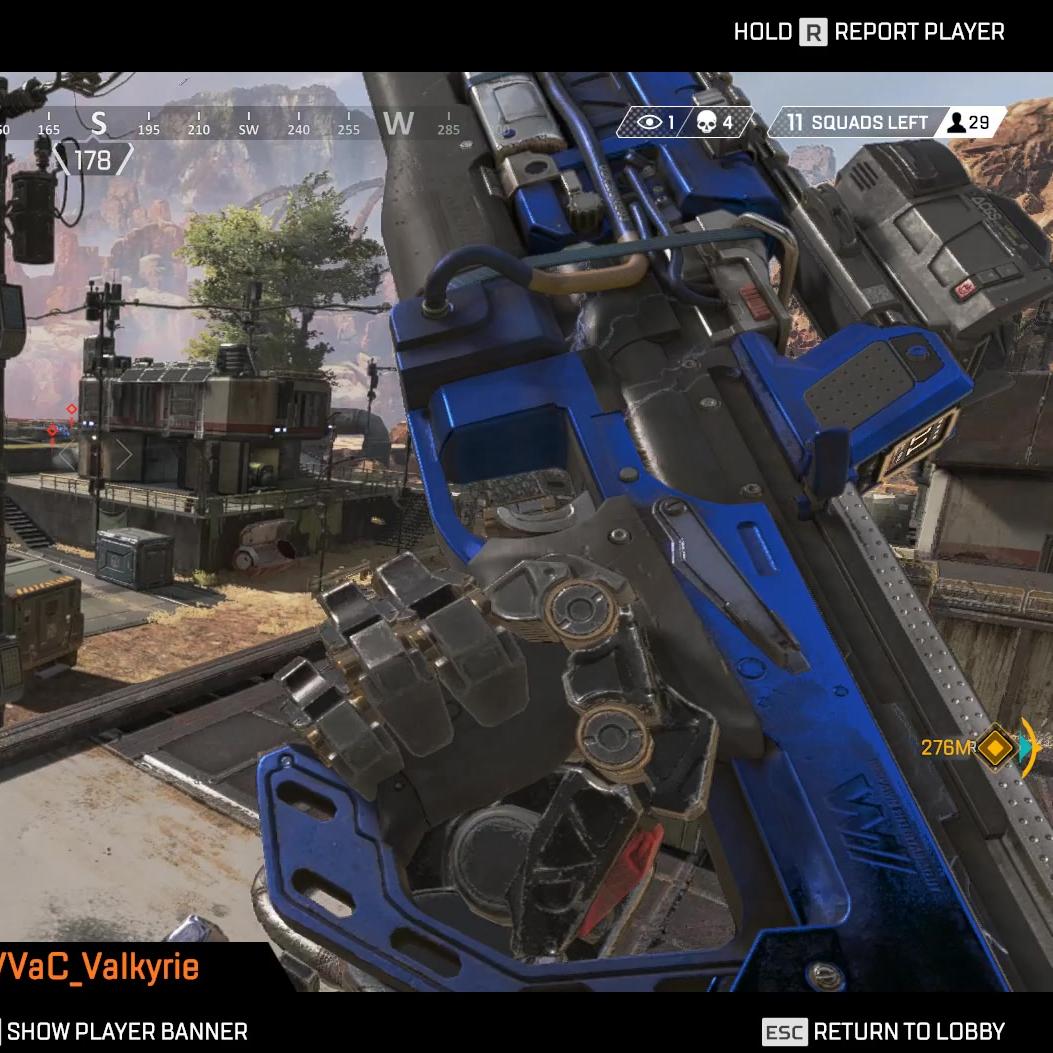 HOLD R REPORT PLAYER
165 S 195 210 SW 240 255 W 285
1 4 11 SQUADS LEFT 29
178
276M
VaC_Valkyrie
SHOW PLAYER BANNER
ESC RETURN TO LOBBY